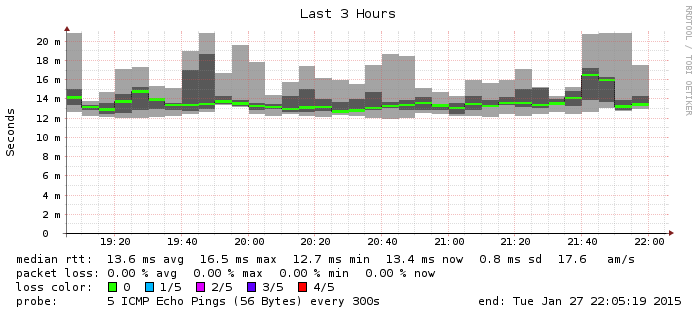 Last 3 Hours
RRDTOOL / TOBI OETIKER
Seconds
20 m
18 m
16 m
14 m
12 m
10 m
8 m
6 m
4 m
2 m
0
19:20 19:40 20:00 20:20 20:40 21:00 21:20 21:40 22:00
median rtt: 13.6 ms avg 16.5 ms max 12.7 ms min 13.4 ms now 0.8 ms sd 17.6 am/s
packet loss: 0.00 % avg 0.00 % max 0.00 % min 0.00 % now
loss color: 0 1/5 2/5 3/5 4/5
probe: 5 ICMP Echo Pings (56 Bytes) every 300s end: Tue Jan 27 22:05:19 2015